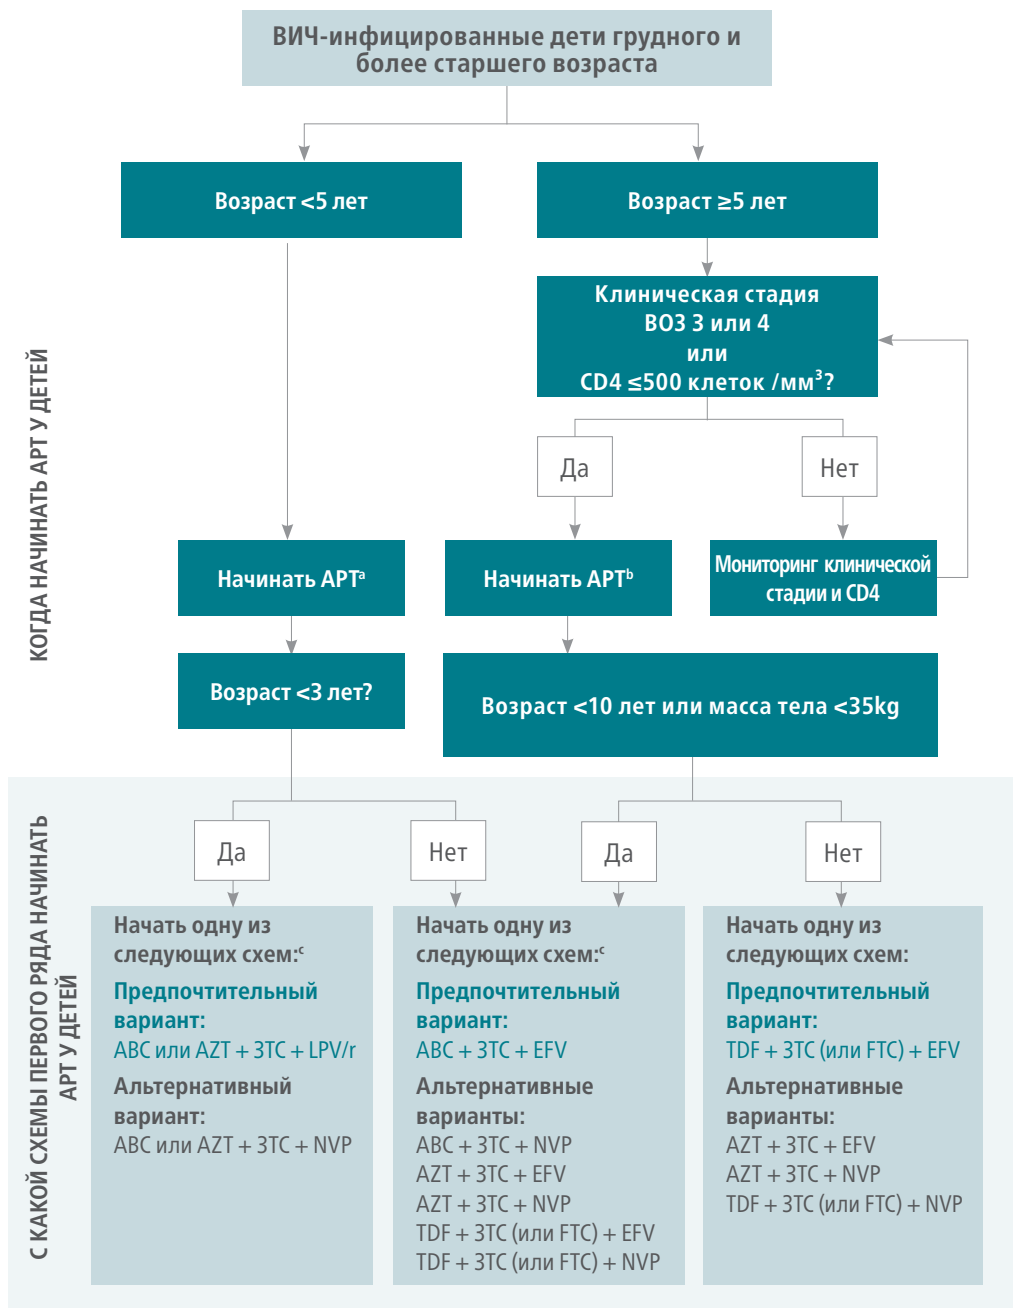 ВИЧ-инфицированные дети грудного и
более старшего возраста
КОГДА НАЧИНАТЬ АРТ У ДЕТЕЙ
Возраст <5 лет
Возраст ≥5 лет
Клиническая стадия
ВОЗ 3 или 4
или
CD4 ≤500 клеток /мм³?
Да
Нет
Начинать АРТᵃ
Начинать АРТᵇ
Мониторинг клинической
стадии и CD4
Возраст <3 лет?
Возраст <10 лет или масса тела <35kg
С КАКОЙ СХЕМЫ ПЕРВОГО РЯДА НАЧИНАТЬ
АРТ У ДЕТЕЙ
Да
Нет
Да
Нет
Начать одну из
следующих схем:ᶜ
Предпочтительный
вариант:
ABC или AZT + 3TC + LPV/r
Альтернативный
вариант:
ABC или AZT + 3TC + NVP
Начать одну из
следующих схем:ᶜ
Предпочтительный
вариант:
ABC + 3TC + EFV
Альтернативные
варианты:
ABC + 3TC + NVP
AZT + 3TC + EFV
AZT + 3TC + NVP
TDF + 3TC (или FTC) + EFV
TDF + 3TC (или FTC) + NVP
Начать одну из
следующих схем:
Предпочтительный
вариант:
TDF + 3TC (или FTC) + EFV
Альтернативные
варианты:
AZT + 3TC + EFV
AZT + 3TC + NVP
TDF + 3TC (или FTC) + NVP